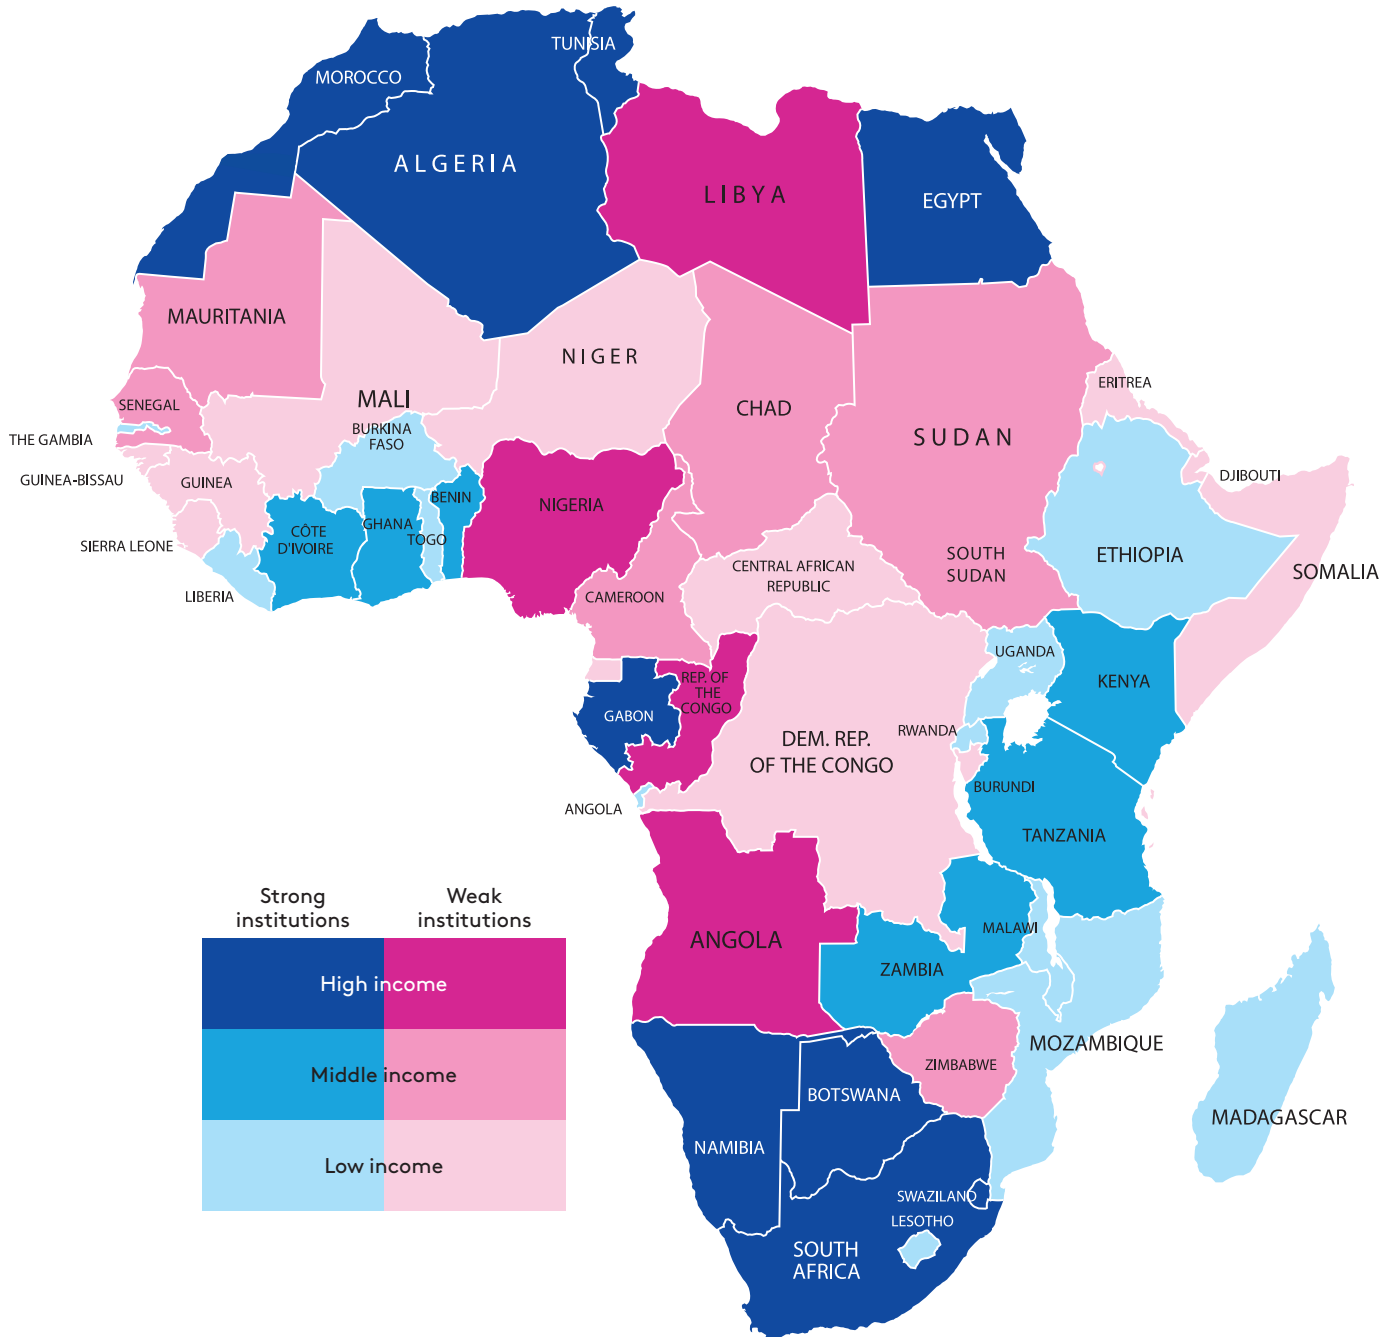 TUNISIA
MOROCCO
ALGERIA
LIBYA
EGYPT
MAURITANIA
NIGER
MALI
CHAD
SUDAN
ERITREA
SENEGAL
THE GAMBIA
BURKINA
FASO
GUINEA-BISSAU
GUINEA
DJIBOUTI
BENIN
NIGERIA
CÔTE
D'IVOIRE
GHANA
TOGO
SIERRA LEONE
LIBERIA
SOUTH
SUDAN
ETHIOPIA
SOMALIA
CENTRAL AFRICAN
REPUBLIC
CAMEROON
UGANDA
KENYA
REP. OF
THE
CONGO
GABON
RWANDA
DEM. REP.
OF THE CONGO
BURUNDI
ANGOLA
TANZANIA
Strong
institutions
Weak
institutions
High income
Middle income
Low income
ANGOLA
MALAWI
ZAMBIA
MOZAMBIQUE
ZIMBABWE
BOTSWANA
MADAGASCAR
NAMIBIA
SWAZILAND
LESOTHO
SOUTH
AFRICA